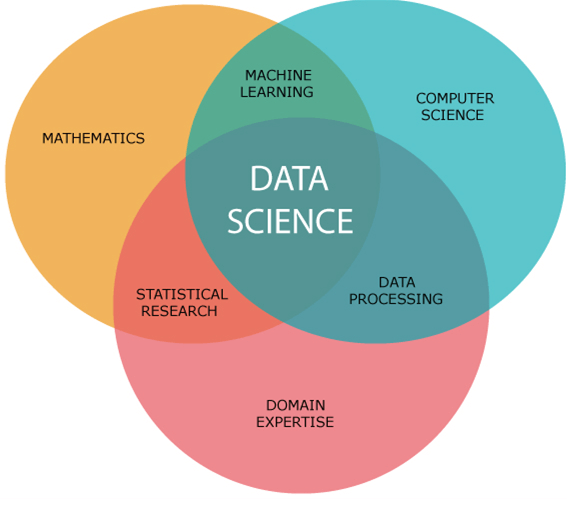 MACHINE
LEARNING
COMPUTER
SCIENCE
MATHEMATICS
DATA
SCIENCE
STATISTICAL
RESEARCH
DATA
PROCESSING
DOMAIN
EXPERTISE